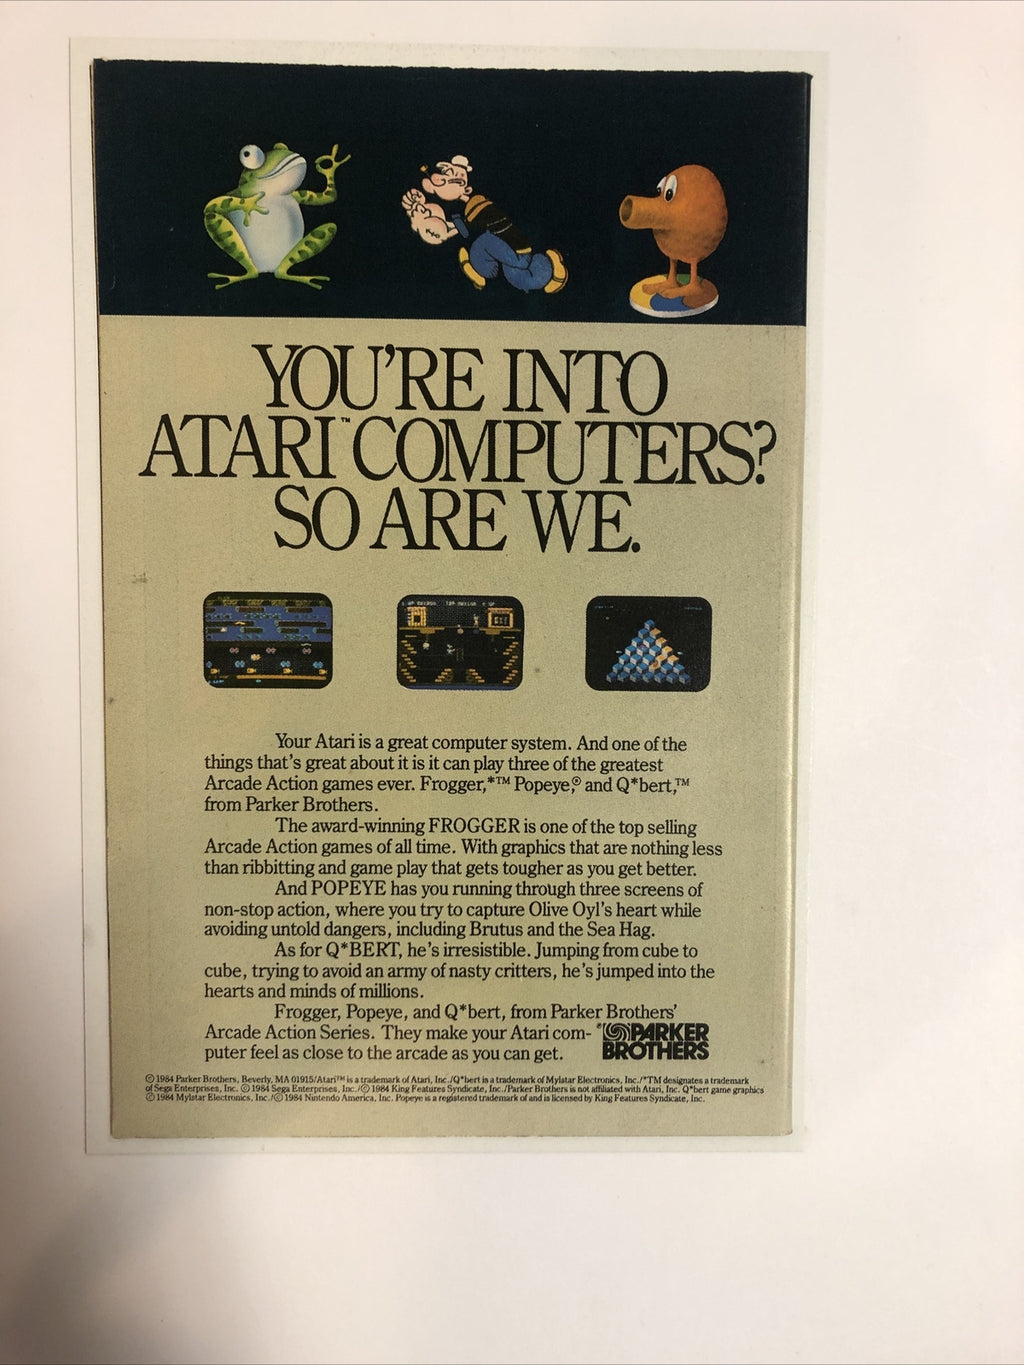 YOU'RE INTO
ATARI™ COMPUTERS?
SO ARE WE.
Your Atari is a great computer system. And one of the
things that's great about it is it can play three of the greatest
Arcade Action games ever. Frogger,*™ Popeye,® and Q*bert,™
from Parker Brothers.
The award-winning FROGGER is one of the top selling
Arcade Action games of all time. With graphics that are nothing less
than ribbitting and game play that gets tougher as you get better.
And POPEYE has you running through three screens of
non-stop action, where you try to capture Olive Oyl's heart while
avoiding untold dangers, including Brutus and the Sea Hag.
As for Q*BERT, he's irresistible. Jumping from cube to
cube, trying to avoid an army of nasty critters, he's jumped into the
hearts and minds of millions.
Frogger, Popeye, and Q*bert, from Parker Brothers'
Arcade Action Series. They make your Atari com-
puter feel as close to the arcade as you can get.
PARKER
BROTHERS
© 1984 Parker Brothers, Beverly, MA 01915/Atari™ is a trademark of Atari, Inc./Q*bert is a trademark of Mylstar Electronics, Inc./*TM designates a trademark
of Sega Enterprises, Inc. © 1984 Sega Enterprises, Inc./© 1984 King Features Syndicate, Inc./Parker Brothers is not affiliated with Atari, Inc. Q*bert game graphics
© 1984 Mylstar Electronics, Inc./© 1984 Nintendo America, Inc. Popeye is a registered trademark of and is licensed by King Features Syndicate, Inc.